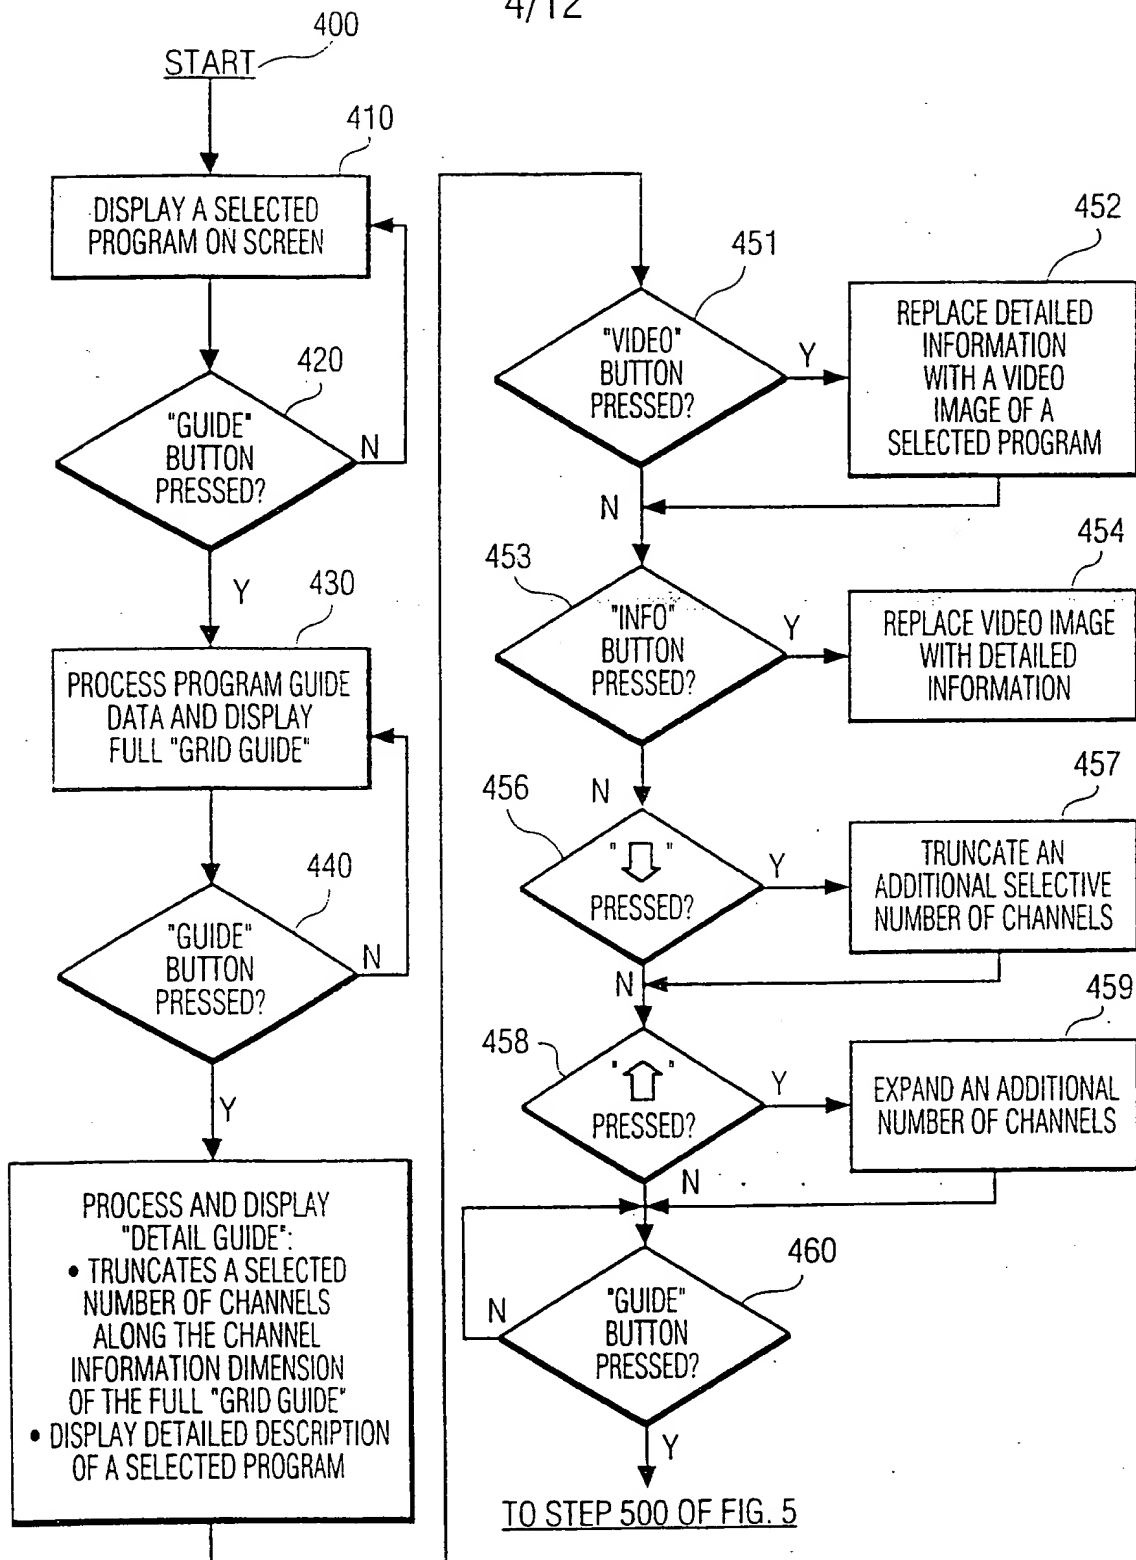 4/12
400
START
410
DISPLAY A SELECTED
PROGRAM ON SCREEN
420
"GUIDE"
BUTTON
PRESSED?
N
Y
430
PROCESS PROGRAM GUIDE
DATA AND DISPLAY
FULL "GRID GUIDE"
440
"GUIDE"
BUTTON
PRESSED?
N
Y
PROCESS AND DISPLAY
"DETAIL GUIDE":
• TRUNCATES A SELECTED
NUMBER OF CHANNELS
ALONG THE CHANNEL
INFORMATION DIMENSION
OF THE FULL "GRID GUIDE"
• DISPLAY DETAILED DESCRIPTION
OF A SELECTED PROGRAM
451
"VIDEO"
BUTTON
PRESSED?
Y
N
452
REPLACE DETAILED
INFORMATION
WITH A VIDEO
IMAGE OF A
SELECTED PROGRAM
453
"INFO"
BUTTON
PRESSED?
Y
N
454
REPLACE VIDEO IMAGE
WITH DETAILED
INFORMATION
456
" ⇩ "
PRESSED?
Y
N
457
TRUNCATE AN
ADDITIONAL SELECTIVE
NUMBER OF CHANNELS
458
" ⇧ "
PRESSED?
Y
N
459
EXPAND AN ADDITIONAL
NUMBER OF CHANNELS
460
"GUIDE"
BUTTON
PRESSED?
N
Y
TO STEP 500 OF FIG. 5